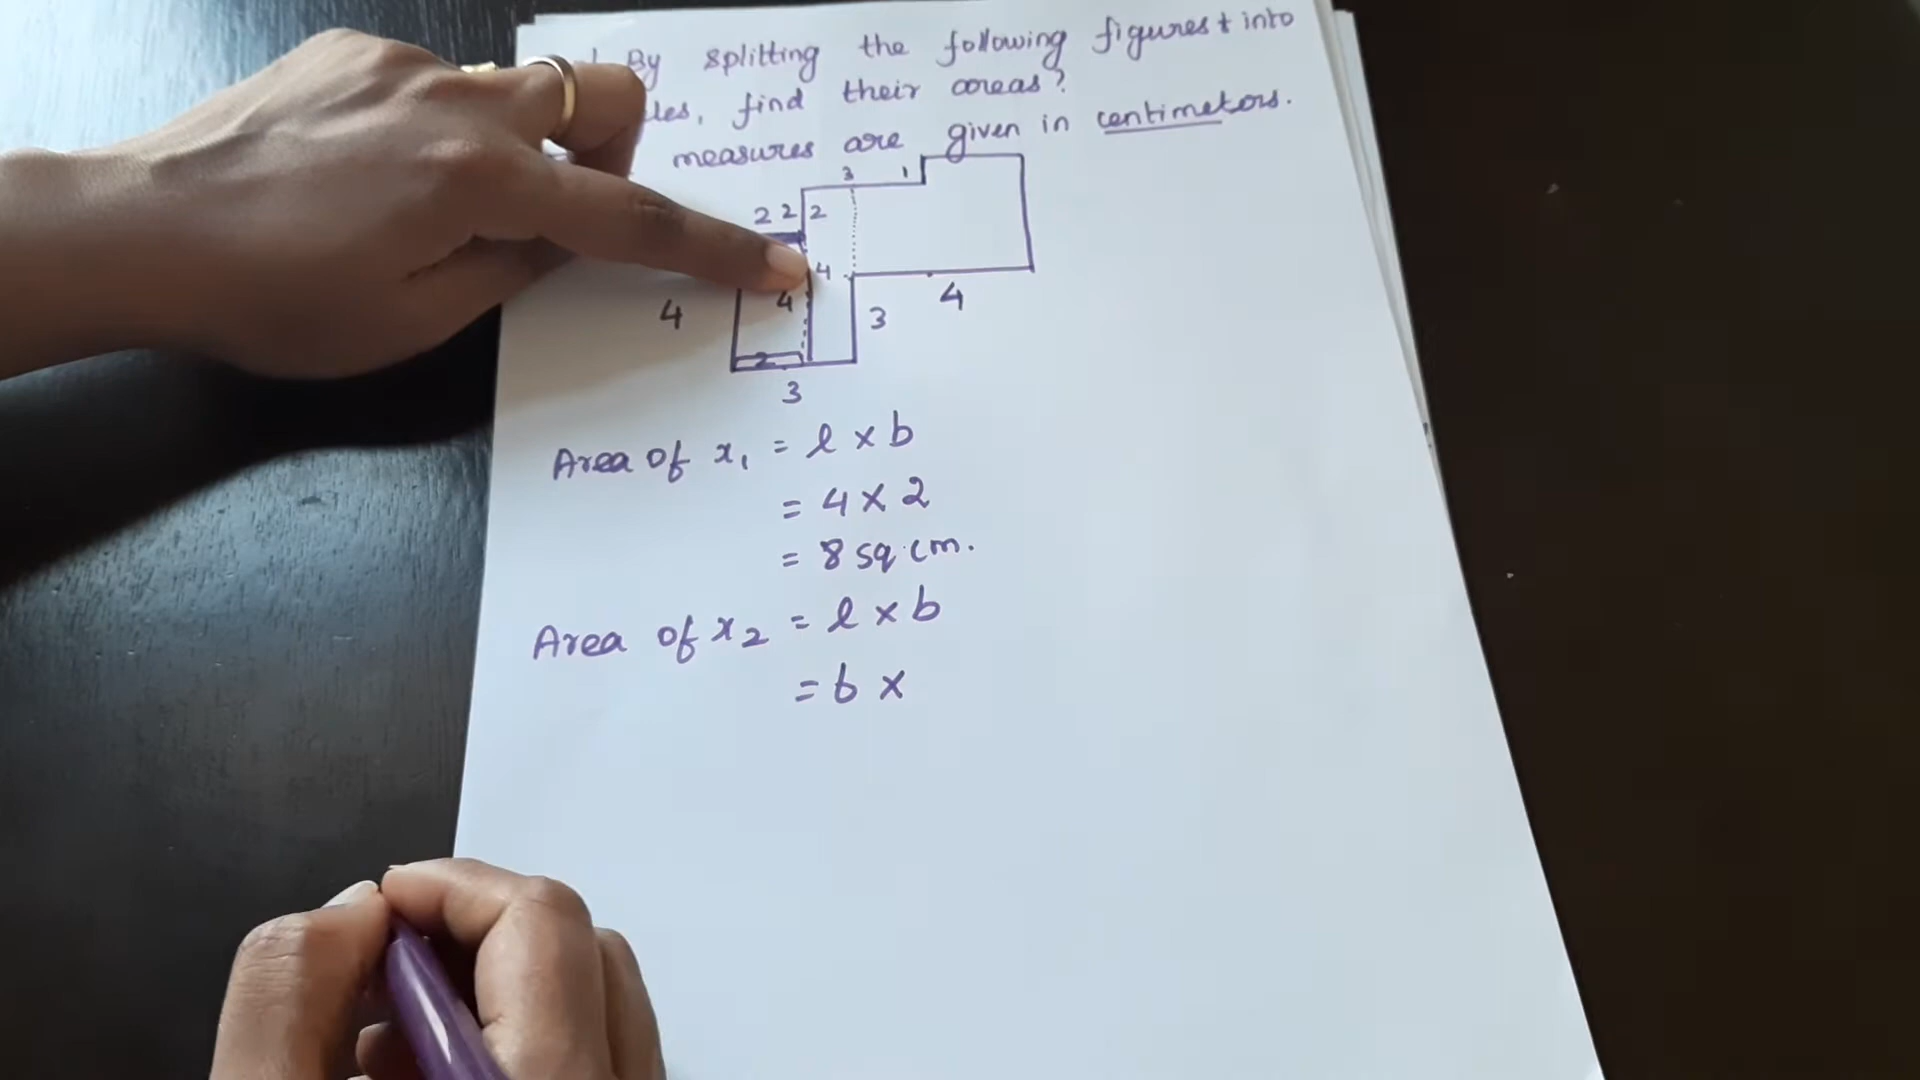 By splitting the following figures into
les, find their areas?
measures are given in centimetors.
3 1
2 2 2
4
4 4 3 4
2
3
Area of x₁ = l x b
= 4 x 2
= 8 sq.cm.
Area of x₂ = l x b
= 6 x